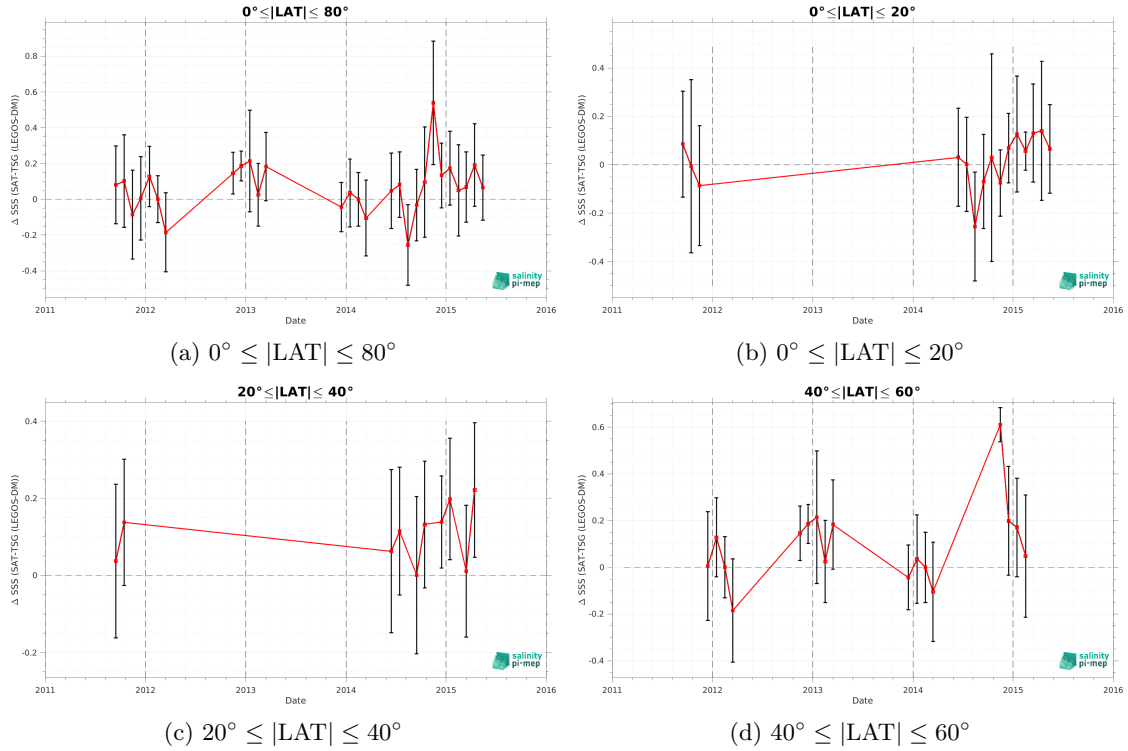 0°≤|LAT|≤ 80°
Δ SSS (SAT-TSG (LEGOS-DM))
0.8
0.6
0.4
0.2
0
-0.2
-0.4
2011 2012 2013 2014 2015 2016
Date
salinity
pi-mep
(a) 0° ≤ |LAT| ≤ 80°
0°≤|LAT|≤ 20°
Δ SSS (SAT-TSG (LEGOS-DM))
0.4
0.2
0
-0.2
-0.4
2011 2012 2013 2014 2015 2016
Date
salinity
pi-mep
(b) 0° ≤ |LAT| ≤ 20°
20°≤|LAT|≤ 40°
Δ SSS (SAT-TSG (LEGOS-DM))
0.4
0.2
0
-0.2
2011 2012 2013 2014 2015 2016
Date
salinity
pi-mep
(c) 20° ≤ |LAT| ≤ 40°
40°≤|LAT|≤ 60°
Δ SSS (SAT-TSG (LEGOS-DM))
0.6
0.4
0.2
0
-0.2
-0.4
2011 2012 2013 2014 2015 2016
Date
salinity
pi-mep
(d) 40° ≤ |LAT| ≤ 60°